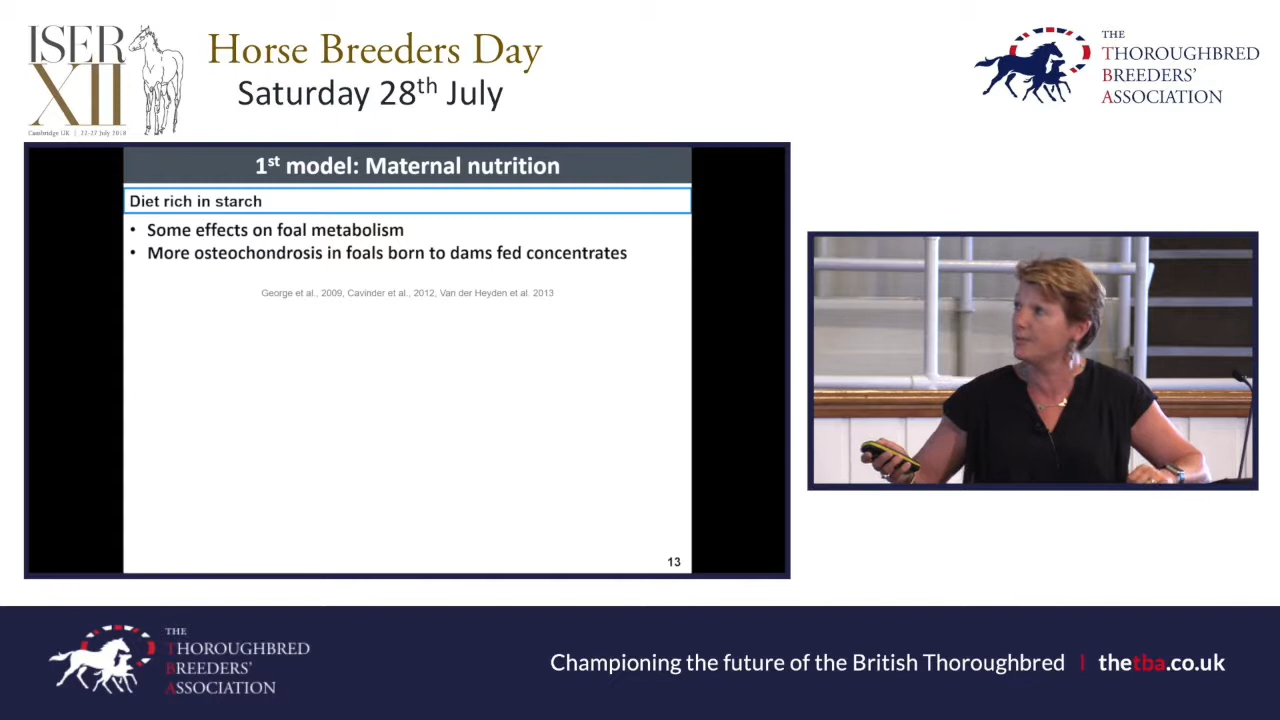 ISER
XII
Cambridge UK | 22-27 July 2018
Horse Breeders Day
Saturday 28th July
THE
THOROUGHBRED
BREEDERS'
ASSOCIATION
1st model: Maternal nutrition
Diet rich in starch
• Some effects on foal metabolism
• More osteochondrosis in foals born to dams fed concentrates
George et al., 2009, Cavinder et al., 2012, Van der Heyden et al. 2013
13
THE
THOROUGHBRED
BREEDERS'
ASSOCIATION
Championing the future of the British Thoroughbred | thetba.co.uk